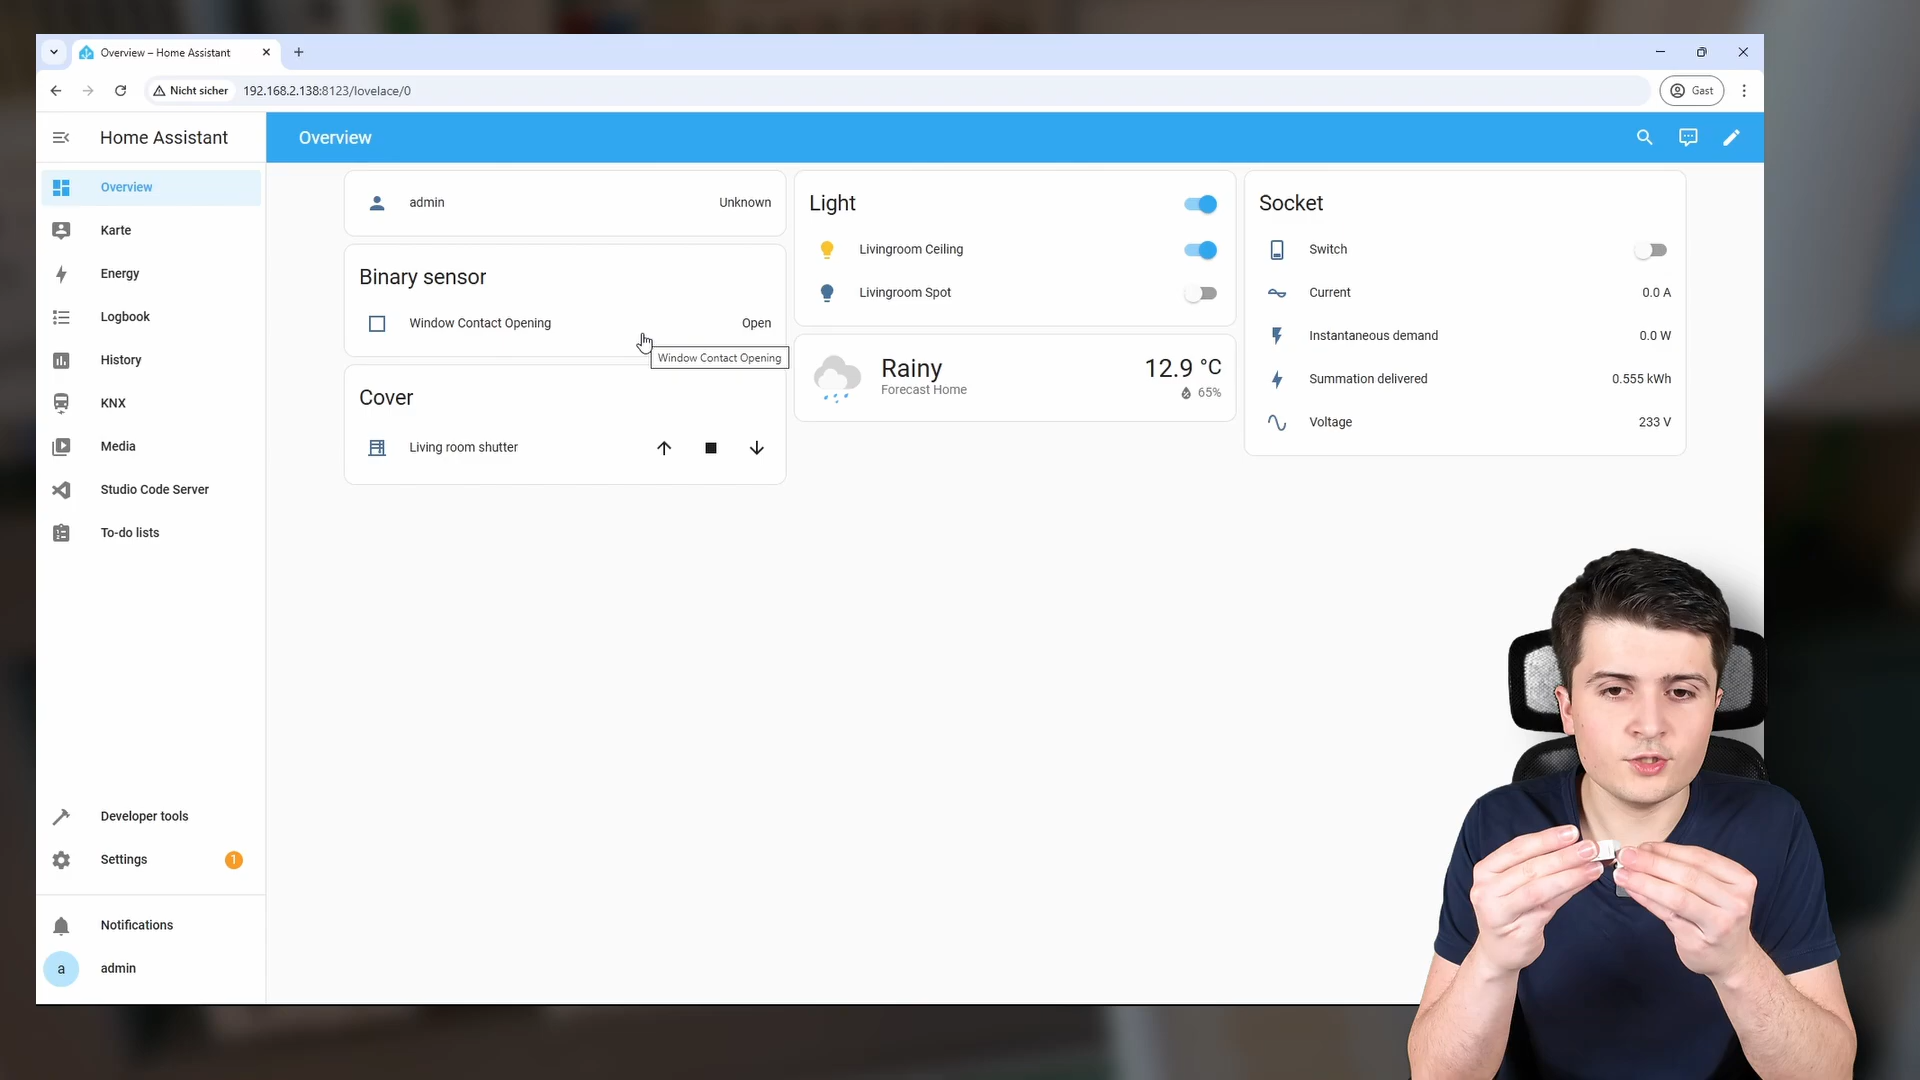 Overview – Home Assistant
Nicht sicher
192.168.2.138:8123/lovelace/0
Gast
Home Assistant
Overview
Overview
Karte
Energy
Logbook
History
KNX
Media
Studio Code Server
To-do lists
Developer tools
Settings
1
Notifications
a
admin
admin
Unknown
Binary sensor
Window Contact Opening
Open
Window Contact Opening
Cover
Living room shutter
Light
Livingroom Ceiling
Livingroom Spot
Rainy
Forecast Home
12.9 °C
65%
Socket
Switch
Current
0.0 A
Instantaneous demand
0.0 W
Summation delivered
0.555 kWh
Voltage
233 V